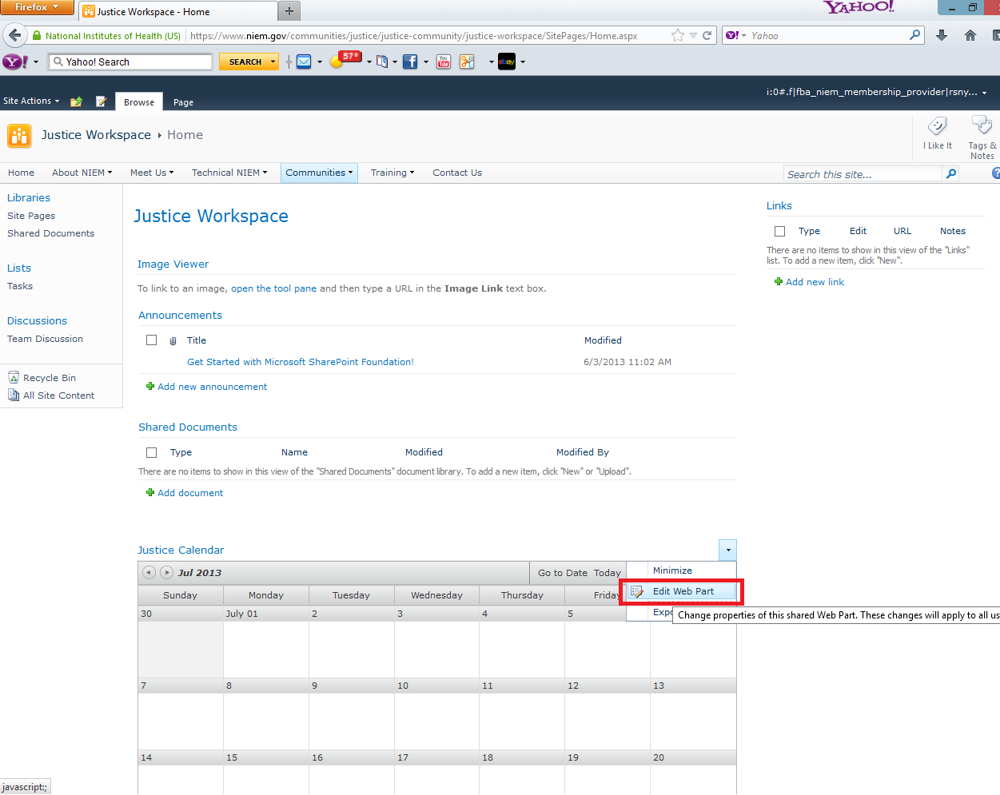 Firefox
Justice Workspace - Home
YAHOO!
National Institutes of Health (US)
https://www.niem.gov/communities/justice/justice-community/justice-workspace/SitePages/Home.aspx
Yahoo
Y!
Yahoo! Search
SEARCH
57°
You Tube
ebay
Site Actions
Browse
Page
i:0#.f|fba_niem_membership_provider|rsny...
Justice Workspace
Home
I Like It
Tags & Notes
Home
About NIEM
Meet Us
Technical NIEM
Communities
Training
Contact Us
Search this site...
Libraries
Site Pages
Shared Documents
Lists
Tasks
Discussions
Team Discussion
Recycle Bin
All Site Content
Justice Workspace
Image Viewer
To link to an image, open the tool pane and then type a URL in the Image Link text box.
Announcements
Title Modified
Get Started with Microsoft SharePoint Foundation! 6/3/2013 11:02 AM
Add new announcement
Shared Documents
Type Name Modified Modified By
There are no items to show in this view of the "Shared Documents" document library. To add a new item, click "New" or "Upload".
Add document
Links
Type Edit URL Notes
There are no items to show in this view of the "Links"
list. To add a new item, click "New".
Add new link
Justice Calendar
Jul 2013 Go to Date Today
Minimize
Edit Web Part
Change properties of this shared Web Part. These changes will apply to all us
Sunday Monday Tuesday Wednesday Thursday
30 July 01 2 3 4 5
7 8 9 10 11 12 13
14 15 16 17 18 19 20
javascript:;